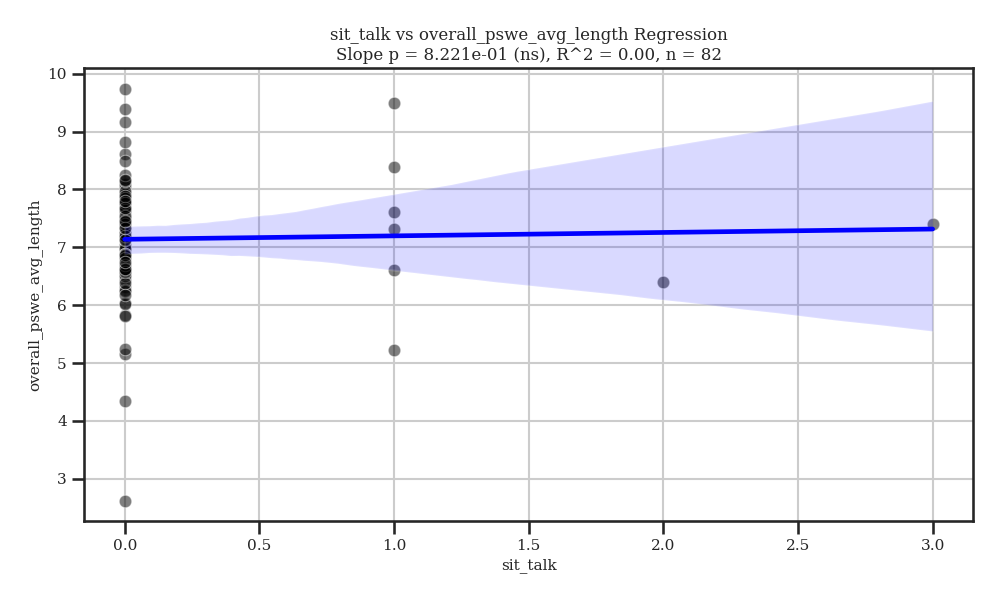 sit_talk vs overall_pswe_avg_length Regression
Slope p = 8.221e-01 (ns), R^2 = 0.00, n = 82
overall_pswe_avg_length
10
9
8
7
6
5
4
3
0.0 0.5 1.0 1.5 2.0 2.5 3.0
sit_talk